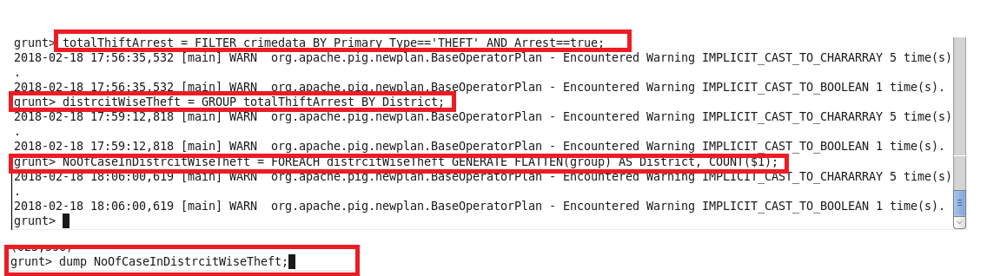 grunt> totalThiftArrest = FILTER crimedata BY Primary_Type=='THEFT' AND Arrest==true;
2018-02-18 17:56:35,532 [main] WARN  org.apache.pig.newplan.BaseOperatorPlan - Encountered Warning IMPLICIT_CAST_TO_CHARARRAY 5 time(s)
.
2018-02-18 17:56:35,532 [main] WARN  org.apache.pig.newplan.BaseOperatorPlan - Encountered Warning IMPLICIT_CAST_TO_BOOLEAN 1 time(s).
grunt> distrcitWiseTheft = GROUP totalThiftArrest BY District;
2018-02-18 17:59:12,818 [main] WARN  org.apache.pig.newplan.BaseOperatorPlan - Encountered Warning IMPLICIT_CAST_TO_CHARARRAY 5 time(s)
.
2018-02-18 17:59:12,818 [main] WARN  org.apache.pig.newplan.BaseOperatorPlan - Encountered Warning IMPLICIT_CAST_TO_BOOLEAN 1 time(s).
grunt> NoOfCaseInDistrcitWiseTheft = FOREACH distrcitWiseTheft GENERATE FLATTEN(group) AS District, COUNT($1);
2018-02-18 18:06:00,619 [main] WARN  org.apache.pig.newplan.BaseOperatorPlan - Encountered Warning IMPLICIT_CAST_TO_CHARARRAY 5 time(s)
.
2018-02-18 18:06:00,619 [main] WARN  org.apache.pig.newplan.BaseOperatorPlan - Encountered Warning IMPLICIT_CAST_TO_BOOLEAN 1 time(s).
grunt>
grunt> dump NoOfCaseInDistrcitWiseTheft;